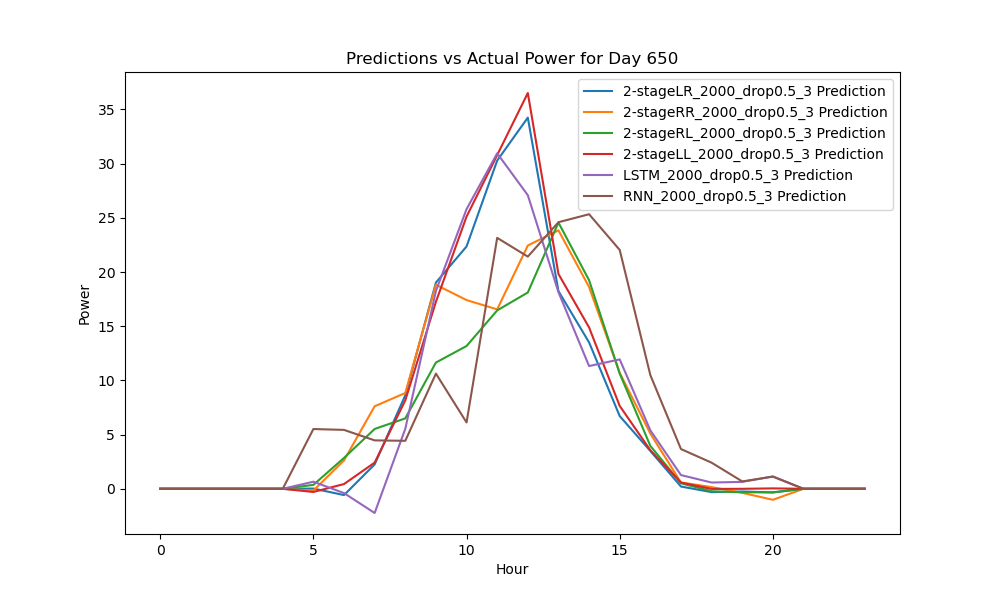 Predictions vs Actual Power for Day 650
2-stageLR_2000_drop0.5_3 Prediction
2-stageRR_2000_drop0.5_3 Prediction
2-stageRL_2000_drop0.5_3 Prediction
2-stageLL_2000_drop0.5_3 Prediction
LSTM_2000_drop0.5_3 Prediction
RNN_2000_drop0.5_3 Prediction
Power
35
30
25
20
15
10
5
0
0 5 10 15 20
Hour